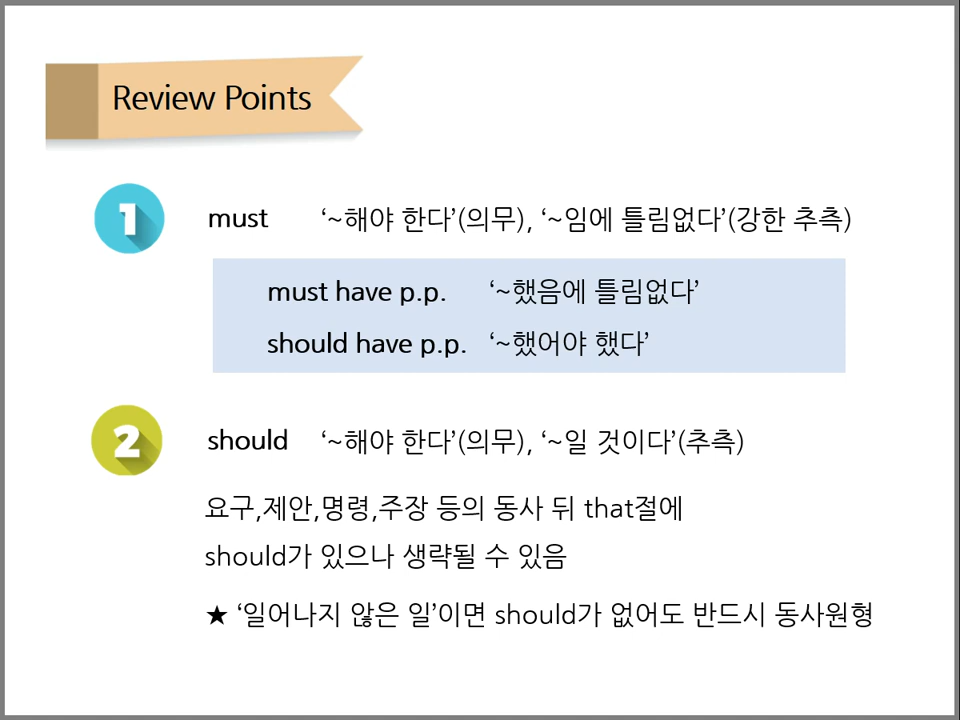 Review Points
1 must ‘~해야 한다’(의무), ‘~임에 틀림없다’(강한 추측)
must have p.p. ‘~했음에 틀림없다’
should have p.p. ‘~했어야 했다’
2 should ‘~해야 한다’(의무), ‘~일 것이다’(추측)
요구,제안,명령,주장 등의 동사 뒤 that절에
should가 있으나 생략될 수 있음
★ ‘일어나지 않은 일’이면 should가 없어도 반드시 동사원형